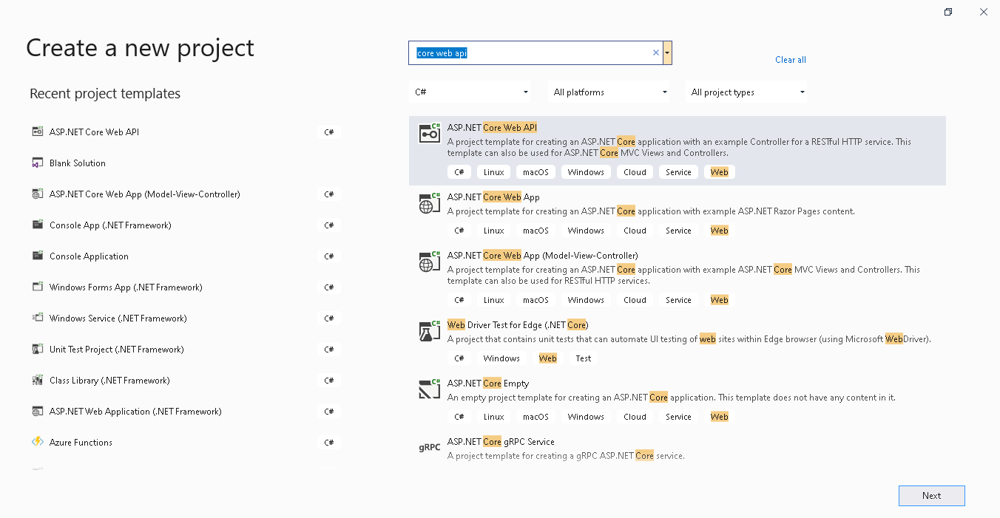 Create a new project
Recent project templates
ASP.NET Core Web API C#
Blank Solution
ASP.NET Core Web App (Model-View-Controller) C#
Console App (.NET Framework) C#
Console Application C#
Windows Forms App (.NET Framework) C#
Windows Service (.NET Framework) C#
Unit Test Project (.NET Framework) C#
Class Library (.NET Framework) C#
ASP.NET Web Application (.NET Framework) C#
Azure Functions C#
core web api
Clear all
C# All platforms All project types
ASP.NET Core Web API
A project template for creating an ASP.NET Core application with an example Controller for a RESTful HTTP service. This
template can also be used for ASP.NET Core MVC Views and Controllers.
C# Linux macOS Windows Cloud Service Web
ASP.NET Core Web App
A project template for creating an ASP.NET Core application with example ASP.NET Razor Pages content.
C# Linux macOS Windows Cloud Service Web
ASP.NET Core Web App (Model-View-Controller)
A project template for creating an ASP.NET Core application with example ASP.NET Core MVC Views and Controllers. This
template can also be used for RESTful HTTP services.
C# Linux macOS Windows Cloud Service Web
Web Driver Test for Edge (.NET Core)
A project that contains unit tests that can automate UI testing of web sites within Edge browser (using Microsoft WebDriver).
C# Windows Web Test
ASP.NET Core Empty
An empty project template for creating an ASP.NET Core application. This template does not have any content in it.
C# Linux macOS Windows Cloud Service Web
gRPC ASP.NET Core gRPC Service
A project template for creating a gRPC ASP.NET Core service.
Next